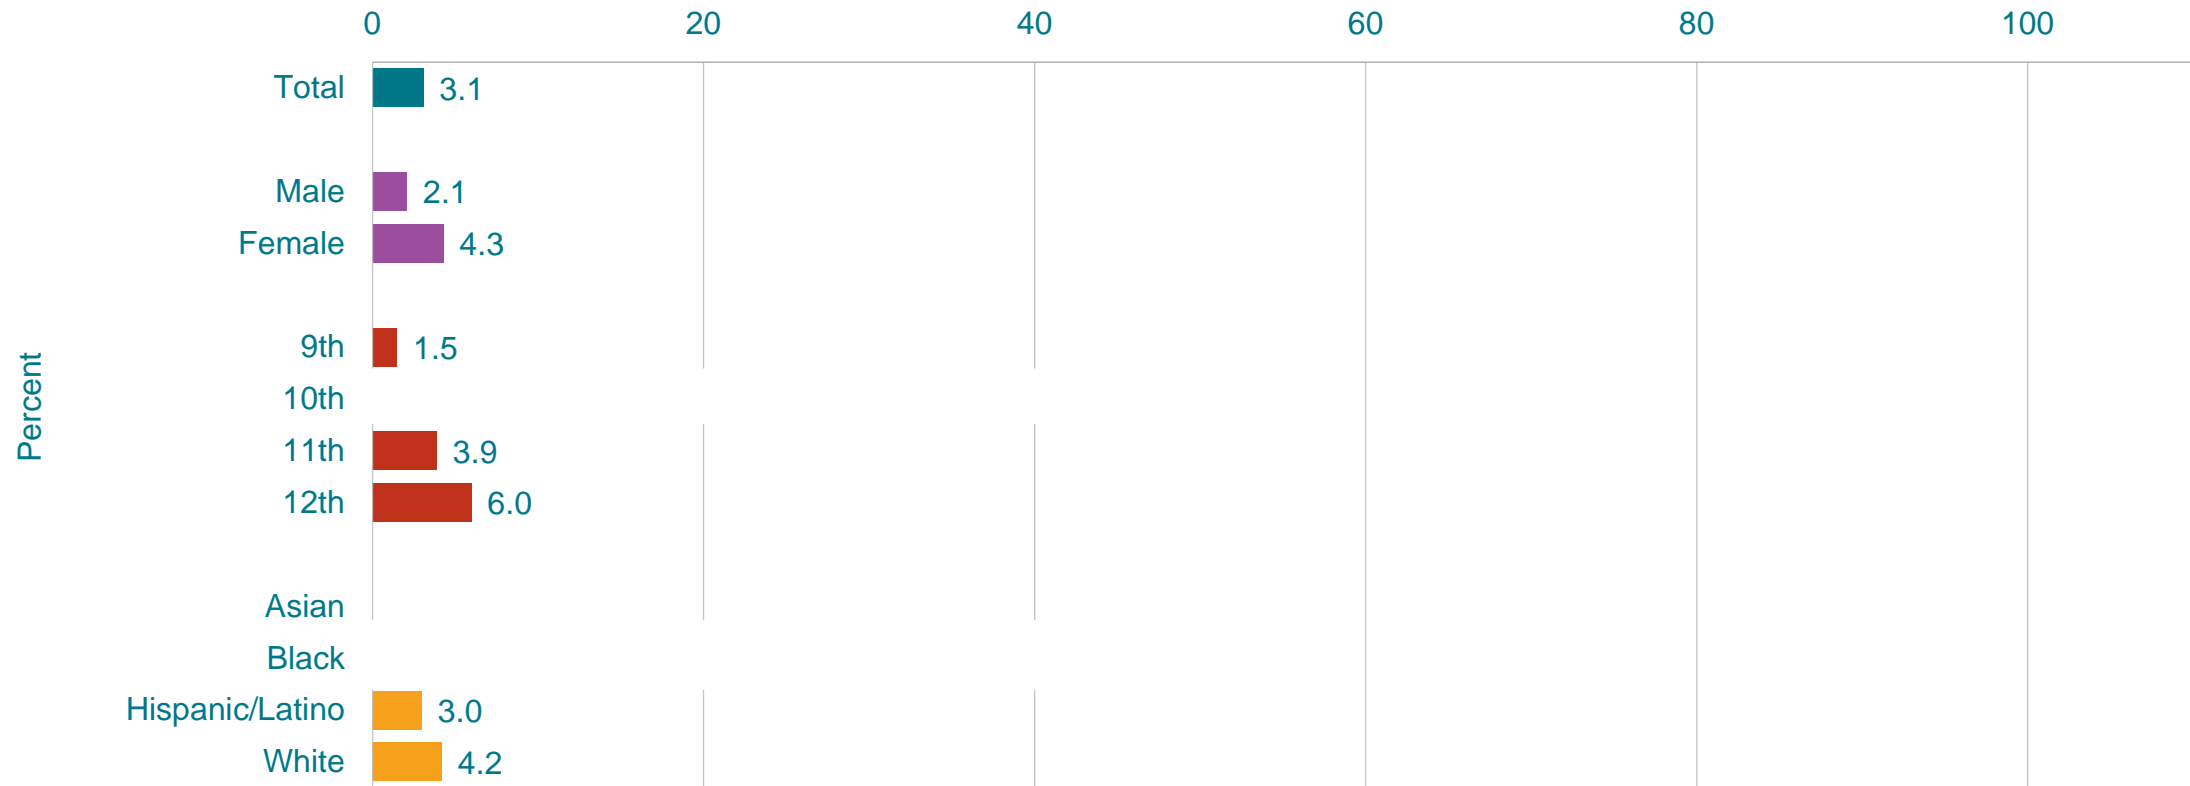 0 20 40 60 80 100
Total 3.1
Male 2.1
Female 4.3
9th 1.5
10th
11th 3.9
12th 6.0
Asian
Black
Hispanic/Latino 3.0
White 4.2
Percent